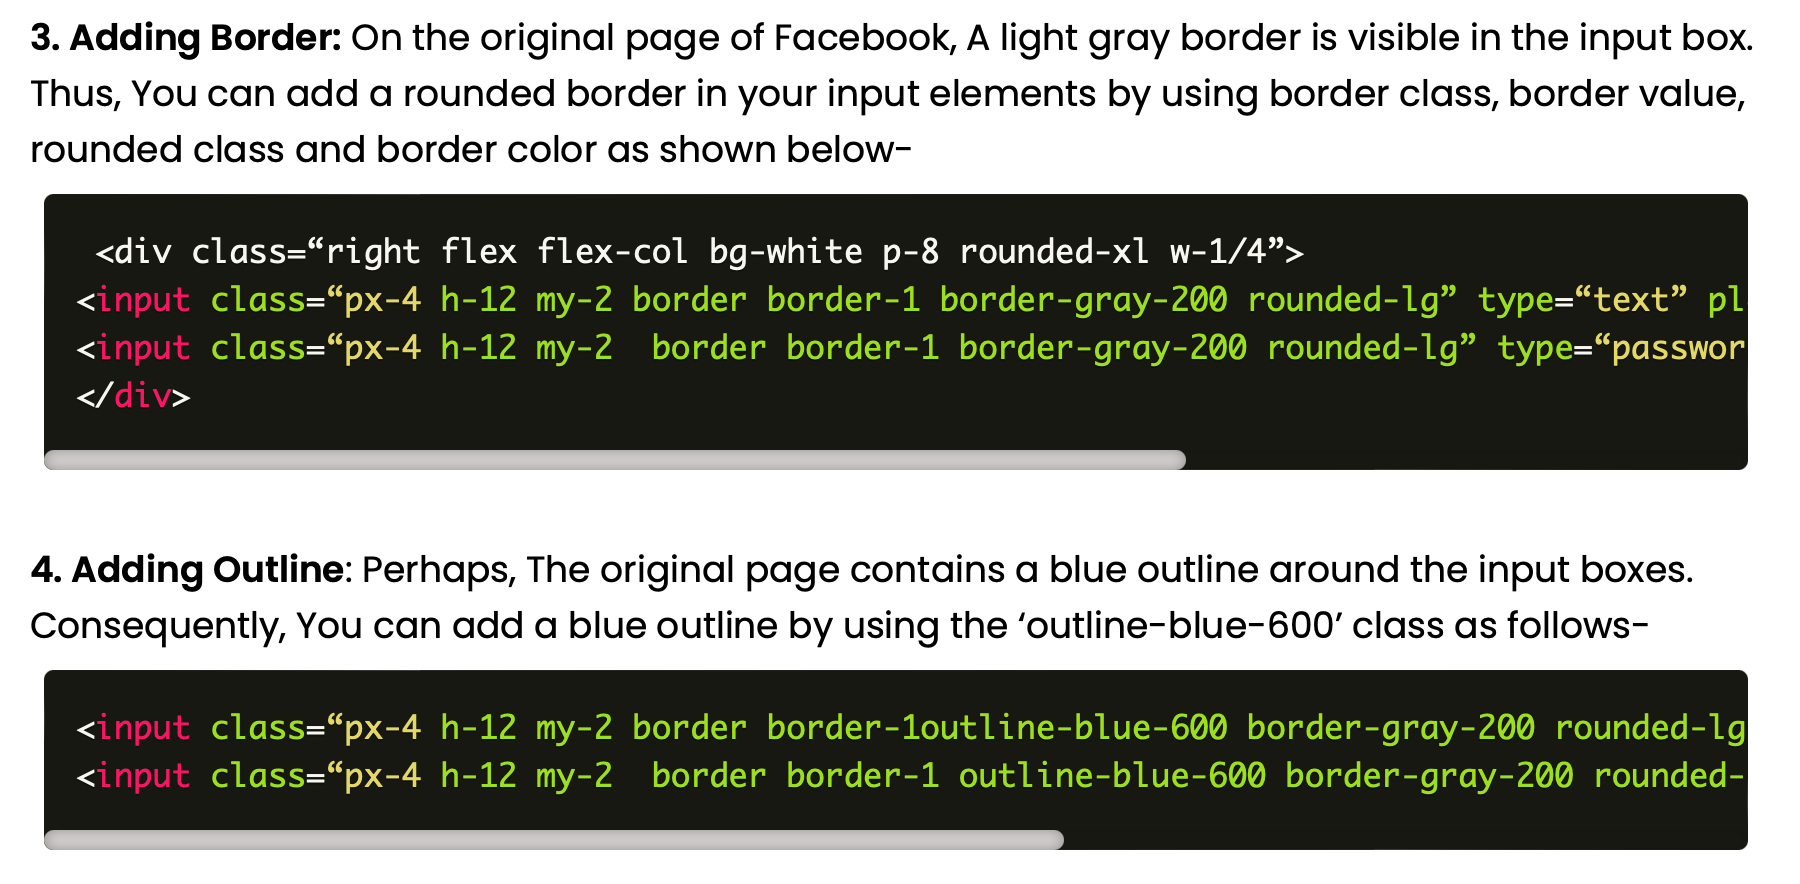 3. Adding Border: On the original page of Facebook, A light gray border is visible in the input box.
Thus, You can add a rounded border in your input elements by using border class, border value,
rounded class and border color as shown below-
<div class=“right flex flex-col bg-white p-8 rounded-xl w-1/4”>
<input class=“px-4 h-12 my-2 border border-1 border-gray-200 rounded-lg” type=“text” pl
<input class=“px-4 h-12 my-2  border border-1 border-gray-200 rounded-lg” type=“passwor
</div>
4. Adding Outline: Perhaps, The original page contains a blue outline around the input boxes.
Consequently, You can add a blue outline by using the ‘outline-blue-600’ class as follows-
<input class=“px-4 h-12 my-2 border border-1outline-blue-600 border-gray-200 rounded-lg
<input class=“px-4 h-12 my-2  border border-1 outline-blue-600 border-gray-200 rounded-